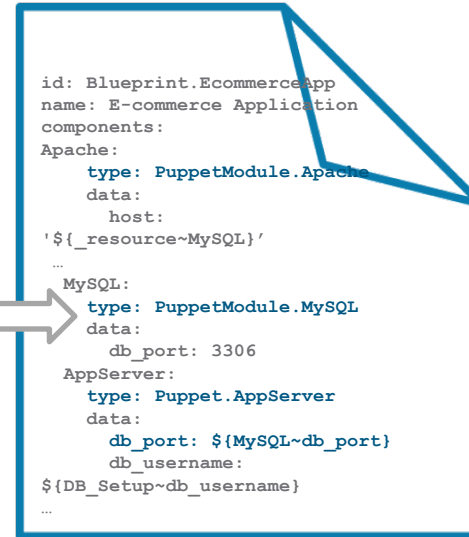 id: Blueprint.EcommerceApp
name: E-commerce Application
components:
Apache:
    type: PuppetModule.Apache
    data:
      host:
'${_resource~MySQL}’
 …
  MySQL:
    type: PuppetModule.MySQL
    data:
      db_port: 3306
  AppServer:
    type: Puppet.AppServer
    data:
      db_port: ${MySQL~db_port}
      db_username:
${DB_Setup~db_username}
…